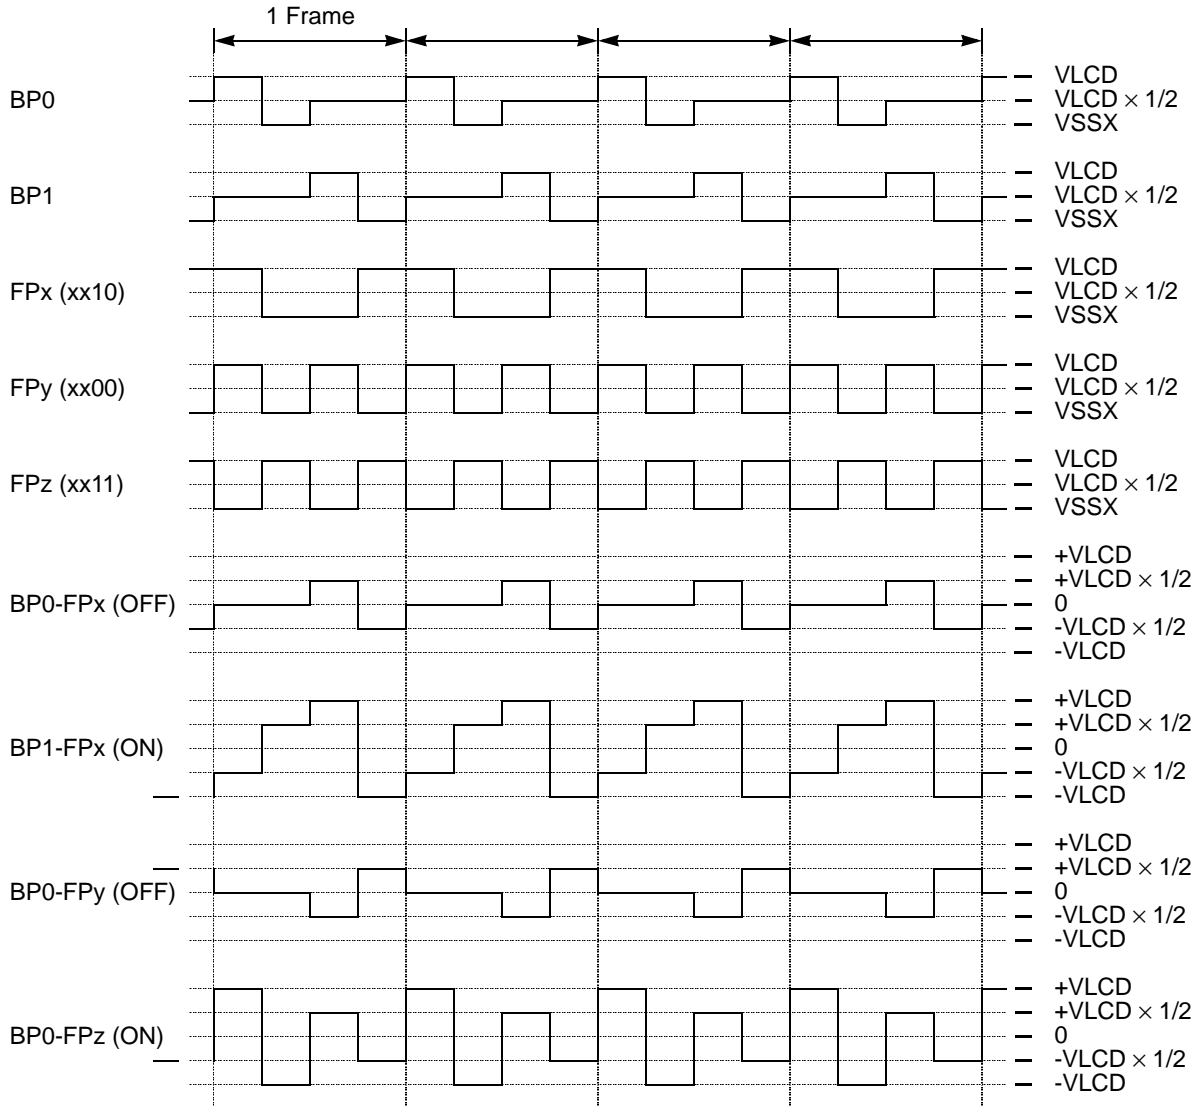 1 Frame
BP0
VLCD
VLCD × 1/2
VSSX
BP1
VLCD
VLCD × 1/2
VSSX
FPx (xx10)
VLCD
VLCD × 1/2
VSSX
FPy (xx00)
VLCD
VLCD × 1/2
VSSX
FPz (xx11)
VLCD
VLCD × 1/2
VSSX
BP0-FPx (OFF)
+VLCD
+VLCD × 1/2
0
-VLCD × 1/2
-VLCD
BP1-FPx (ON)
+VLCD
+VLCD × 1/2
0
-VLCD × 1/2
-VLCD
BP0-FPy (OFF)
+VLCD
+VLCD × 1/2
0
-VLCD × 1/2
-VLCD
BP0-FPz (ON)
+VLCD
+VLCD × 1/2
0
-VLCD × 1/2
-VLCD